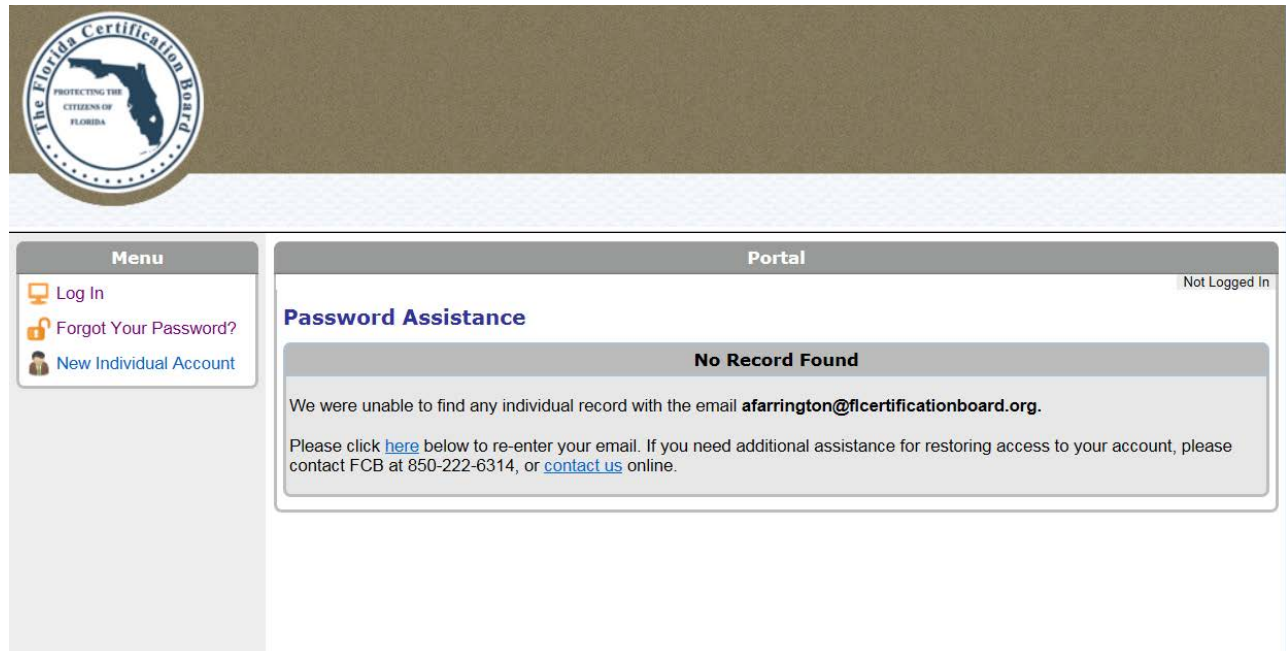 The Florida Certification Board
PROTECTING THE
CITIZENS OF
FLORIDA
Menu
Log In
Forgot Your Password?
New Individual Account
Portal
Not Logged In
Password Assistance
No Record Found
We were unable to find any individual record with the email afarrington@flcertificationboard.org.
Please click here below to re-enter your email. If you need additional assistance for restoring access to your account, please
contact FCB at 850-222-6314, or contact us online.